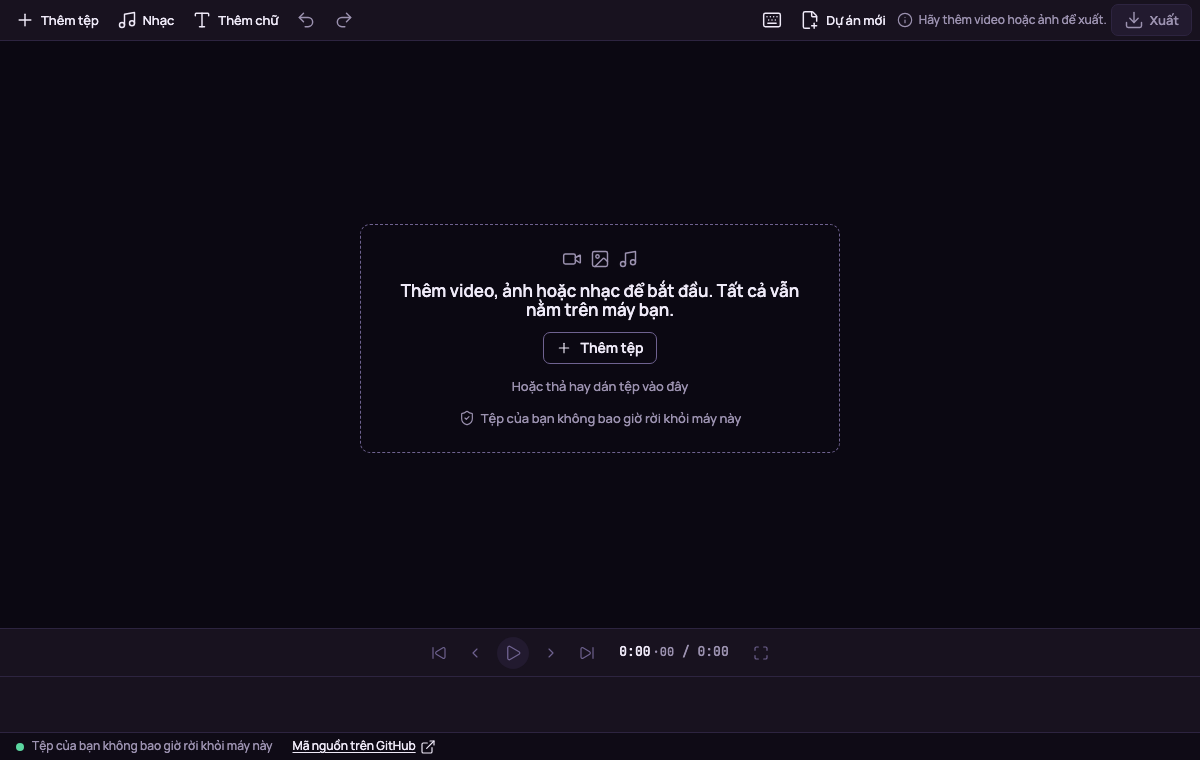 Thêm tệp
Nhạc
Thêm chữ
Dự án mới
Hãy thêm video hoặc ảnh để xuất.
Xuất
Thêm video, ảnh hoặc nhạc để bắt đầu. Tất cả vẫn
nằm trên máy bạn.
Thêm tệp
Hoặc thả hay dán tệp vào đây
Tệp của bạn không bao giờ rời khỏi máy này
0:00·00 / 0:00
Tệp của bạn không bao giờ rời khỏi máy này
Mã nguồn trên GitHub